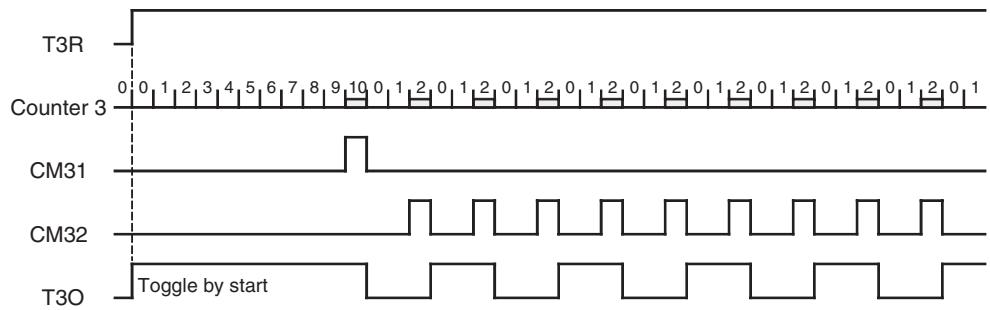 T3R
0 0 1 2 3 4 5 6 7 8 9 10 0 1 2 0 1 2 0 1 2 0 1 2 0 1 2 0 1 2 0 1 2 0 1 2 0 1 2 0 1
Counter 3
CM31
CM32
Toggle by start
T3O